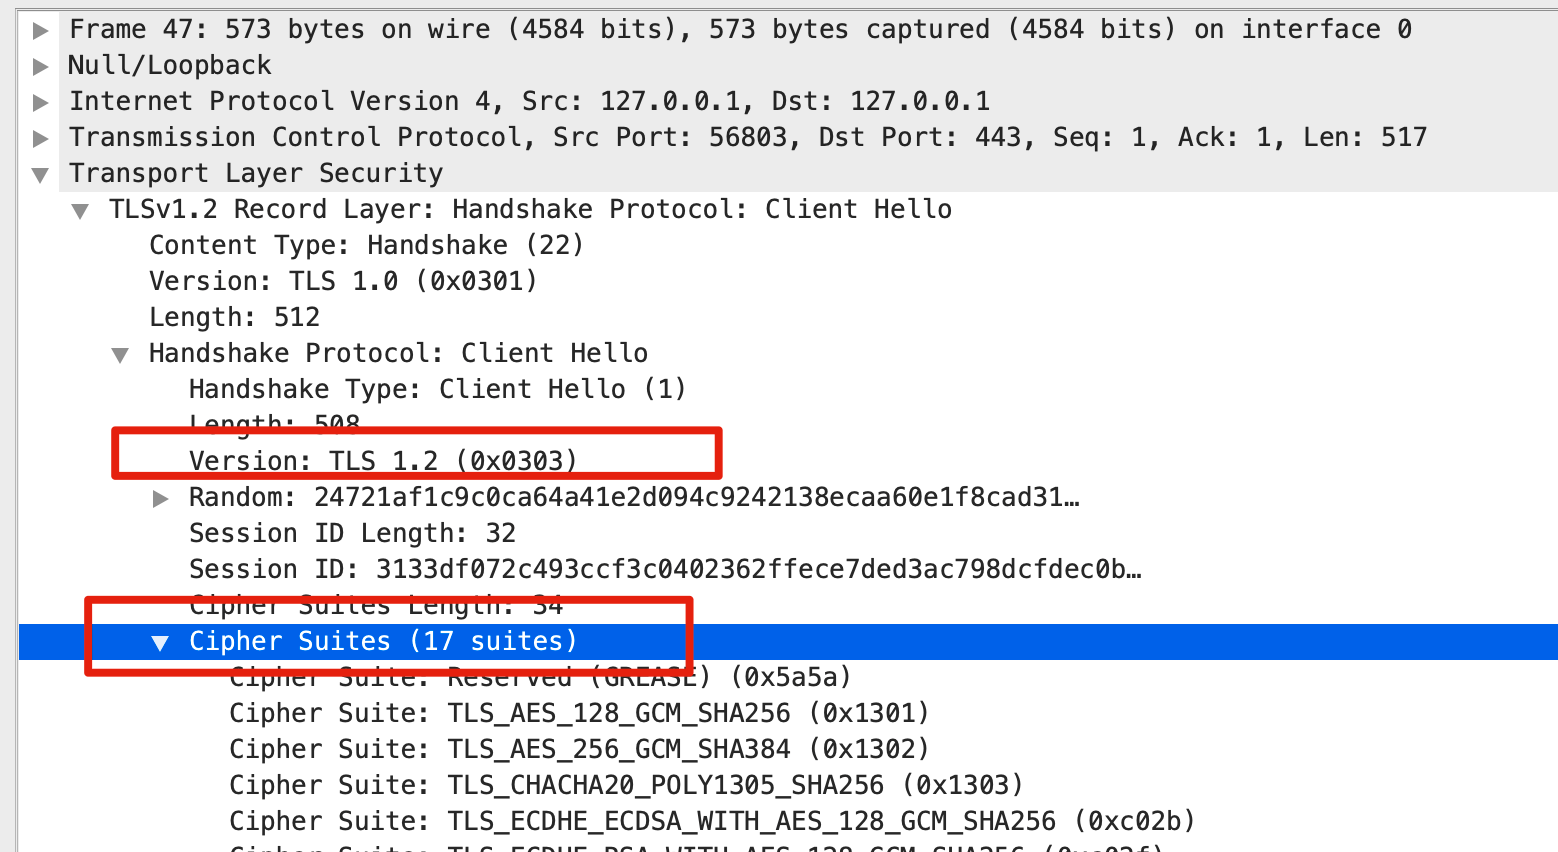 Frame 47: 573 bytes on wire (4584 bits), 573 bytes captured (4584 bits) on interface 0
Null/Loopback
Internet Protocol Version 4, Src: 127.0.0.1, Dst: 127.0.0.1
Transmission Control Protocol, Src Port: 56803, Dst Port: 443, Seq: 1, Ack: 1, Len: 517
Transport Layer Security
TLSv1.2 Record Layer: Handshake Protocol: Client Hello
Content Type: Handshake (22)
Version: TLS 1.0 (0x0301)
Length: 512
Handshake Protocol: Client Hello
Handshake Type: Client Hello (1)
Length: 508
Version: TLS 1.2 (0x0303)
Random: 24721af1c9c0ca64a41e2d094c9242138ecaa60e1f8cad31…
Session ID Length: 32
Session ID: 3133df072c493ccf3c0402362ffece7ded3ac798dcfdec0b…
Cipher Suites Length: 34
Cipher Suites (17 suites)
Cipher Suite: Reserved (GREASE) (0x5a5a)
Cipher Suite: TLS_AES_128_GCM_SHA256 (0x1301)
Cipher Suite: TLS_AES_256_GCM_SHA384 (0x1302)
Cipher Suite: TLS_CHACHA20_POLY1305_SHA256 (0x1303)
Cipher Suite: TLS_ECDHE_ECDSA_WITH_AES_128_GCM_SHA256 (0xc02b)
Cipher Suite: TLS_ECDHE_RSA_WITH_AES_128_GCM_SHA256 (0xc02f)